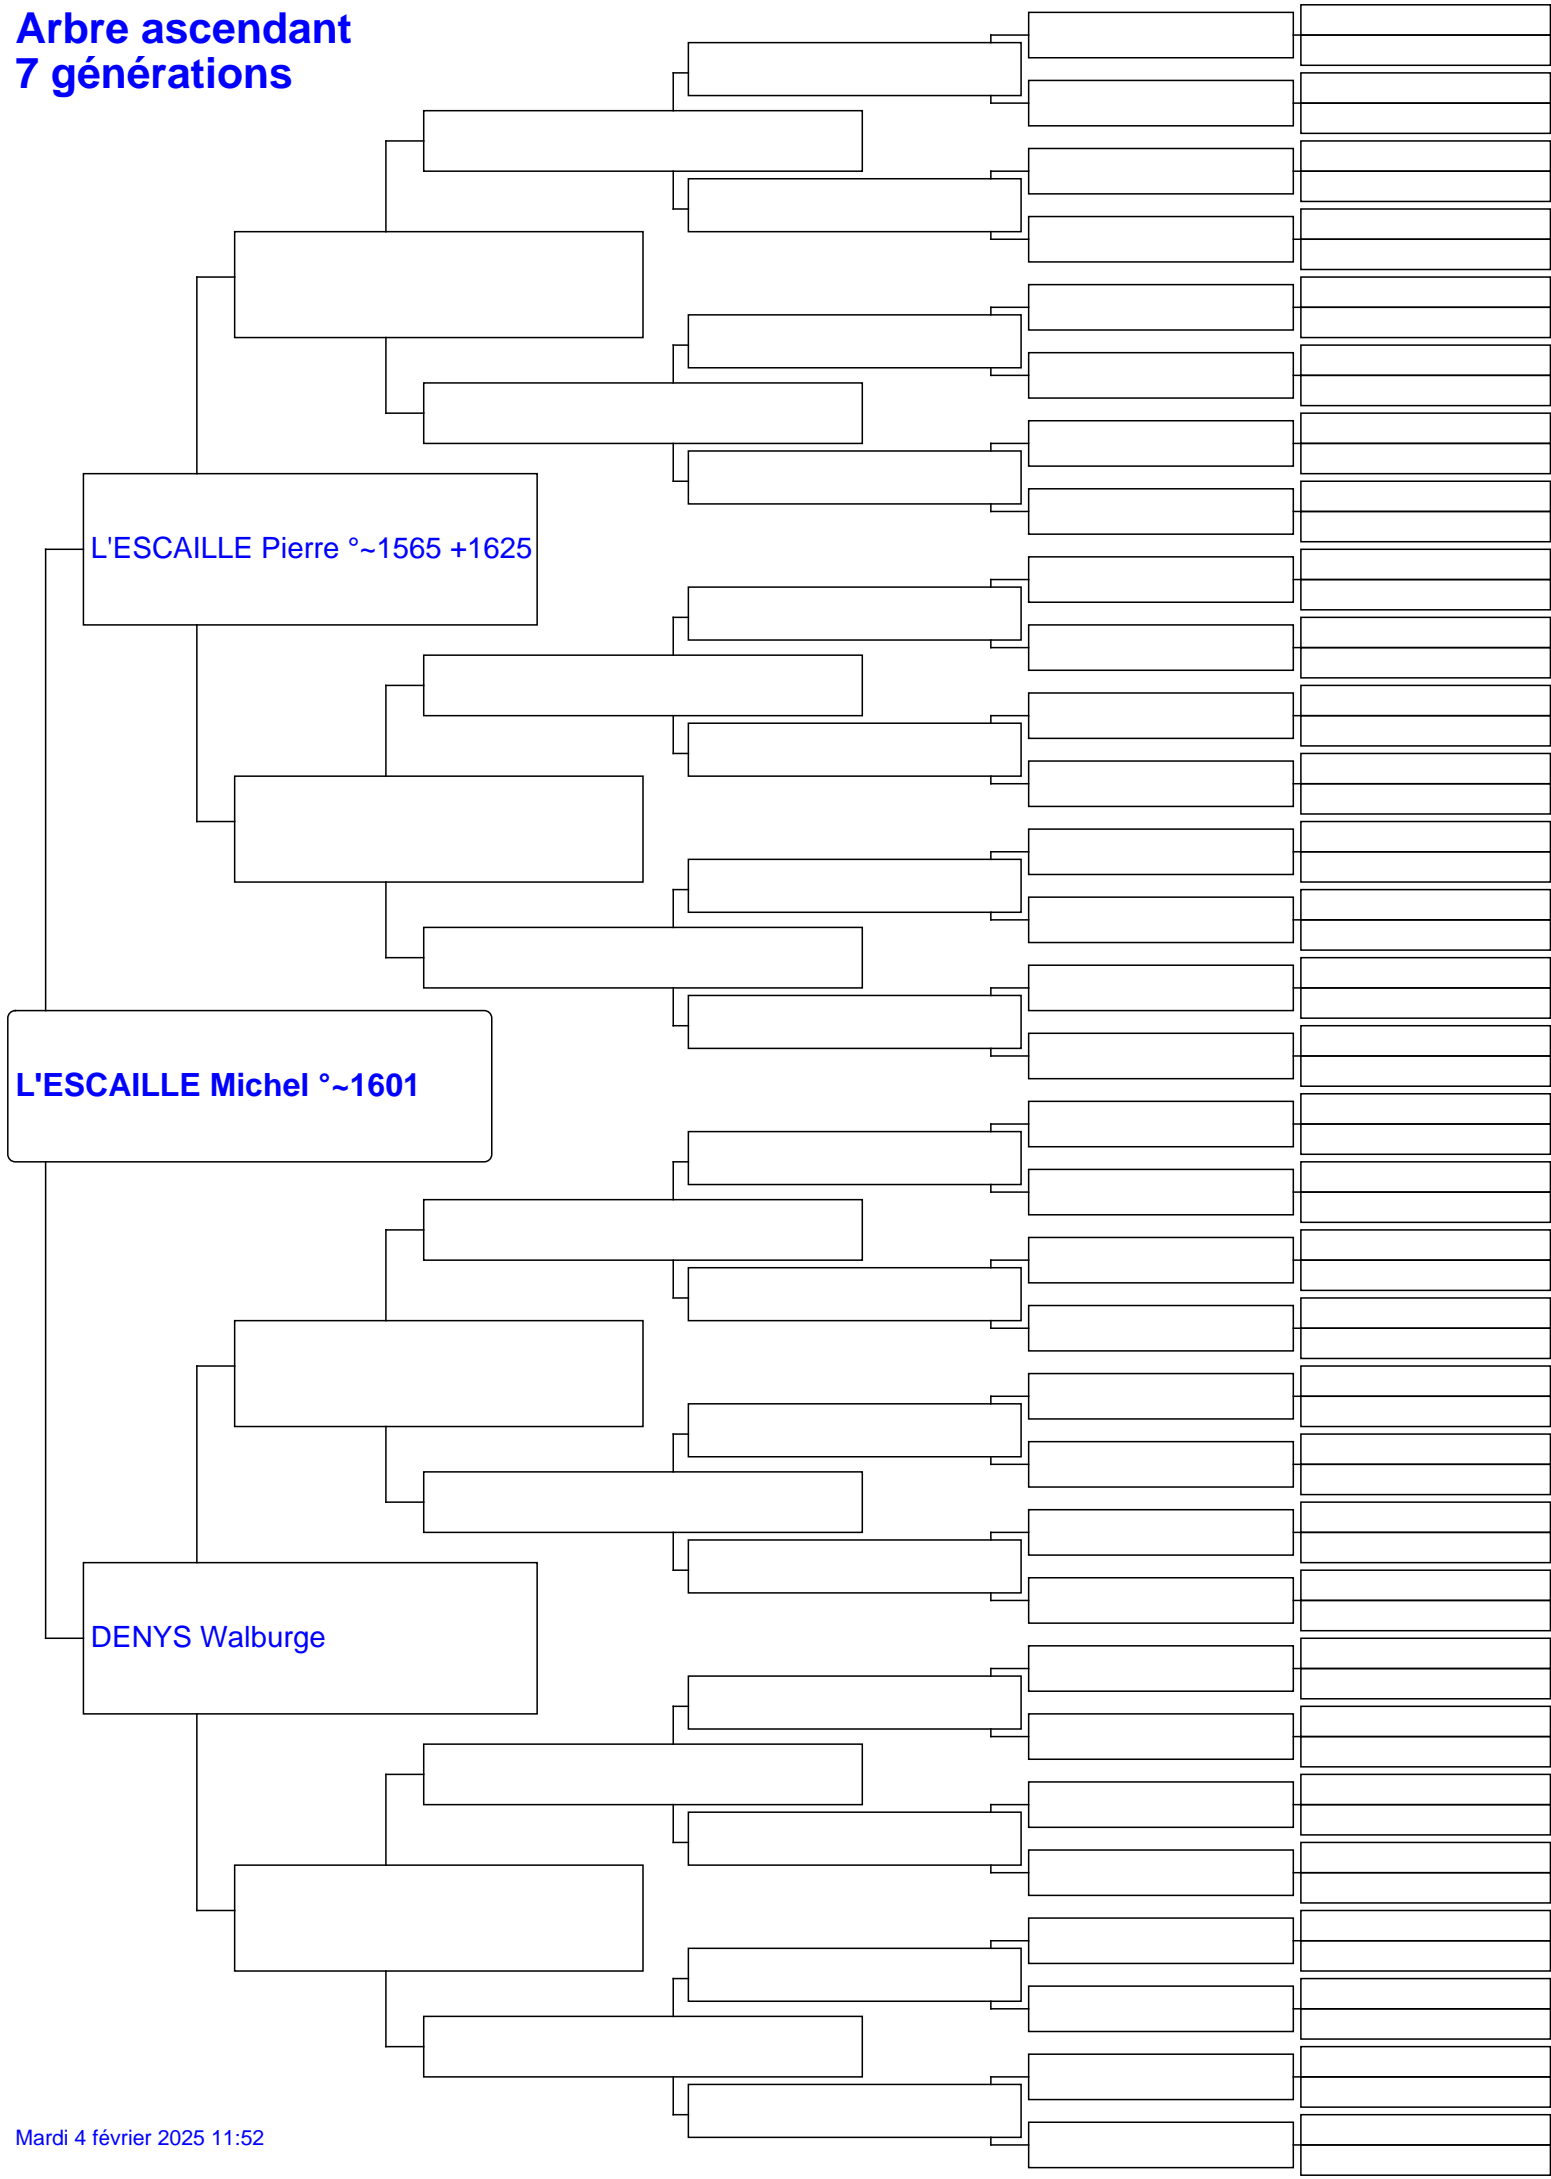 Arbre ascendant
7 générations
L'ESCAILLE Pierre °~1565 +1625
L'ESCAILLE Michel °~1601
DENYS Walburge
Mardi 4 février 2025 11:52